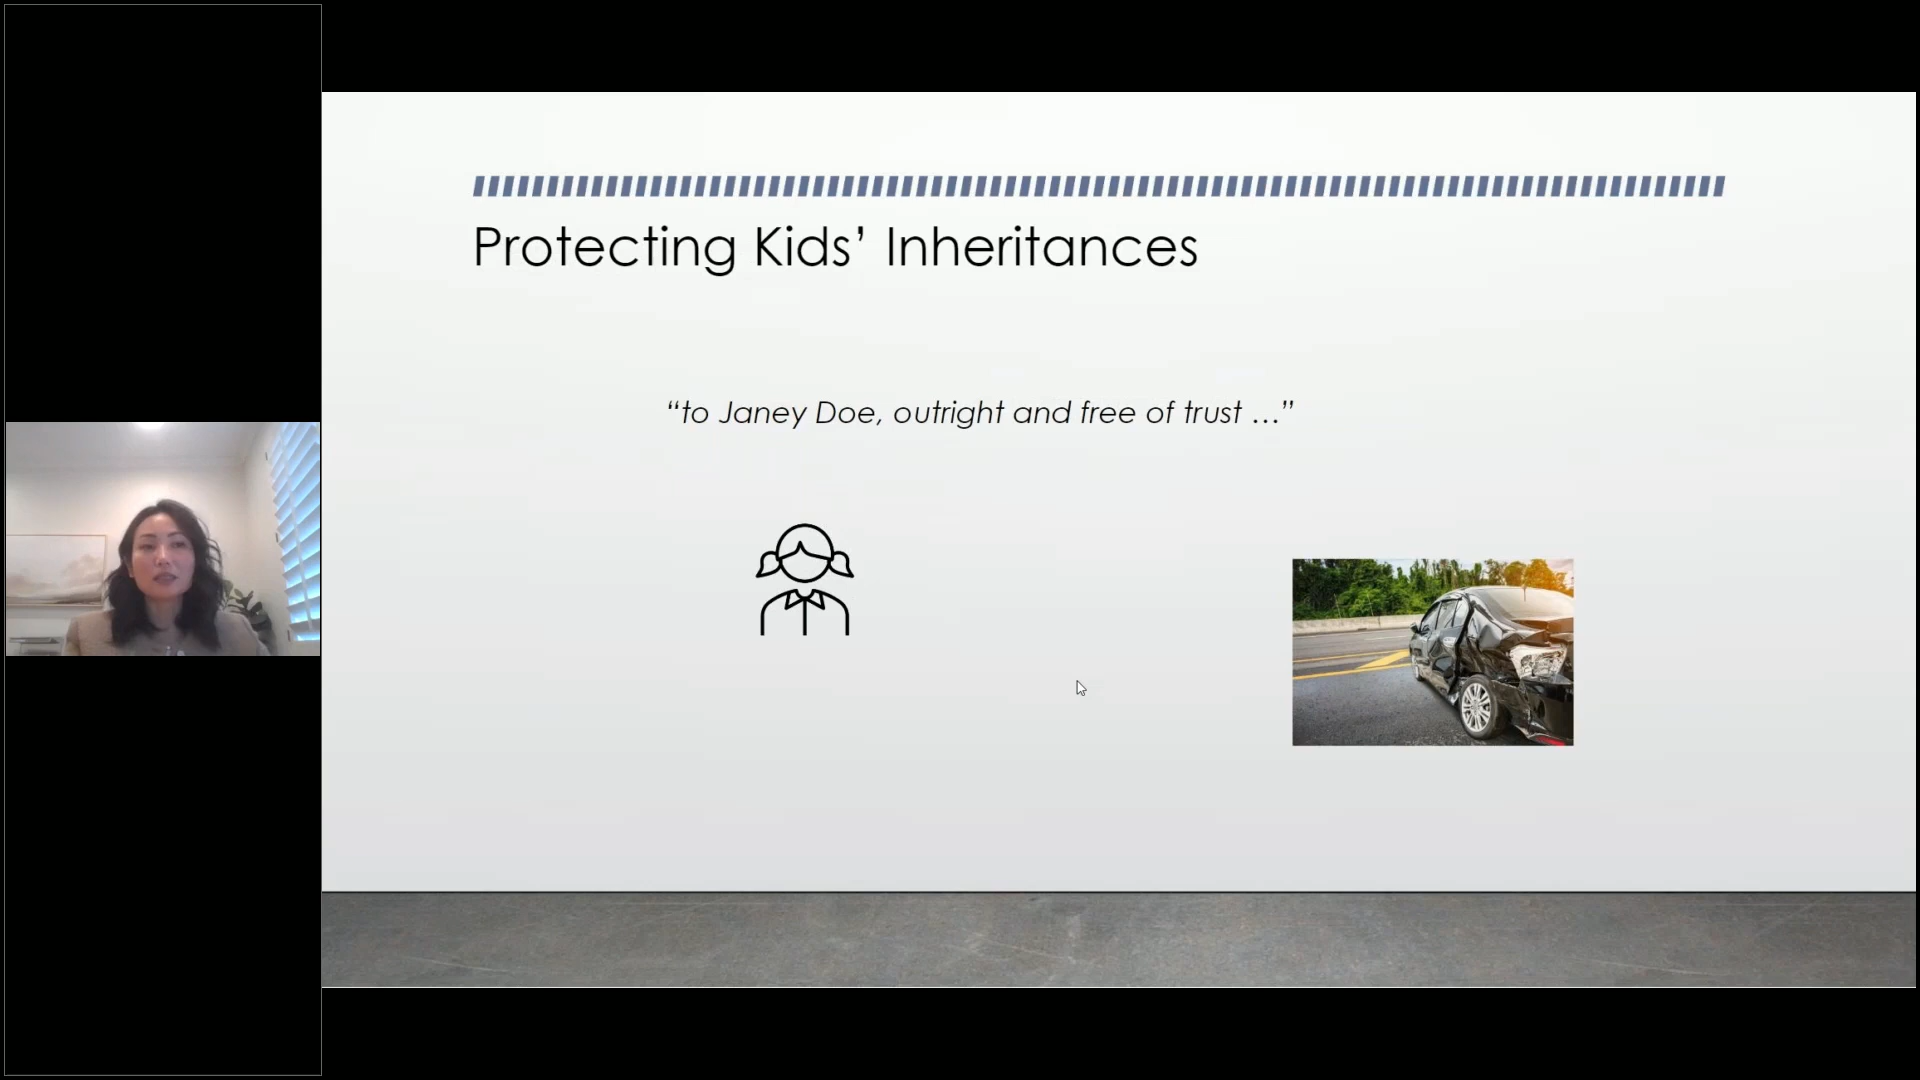 Protecting Kids’ Inheritances
“to Janey Doe, outright and free of trust …”